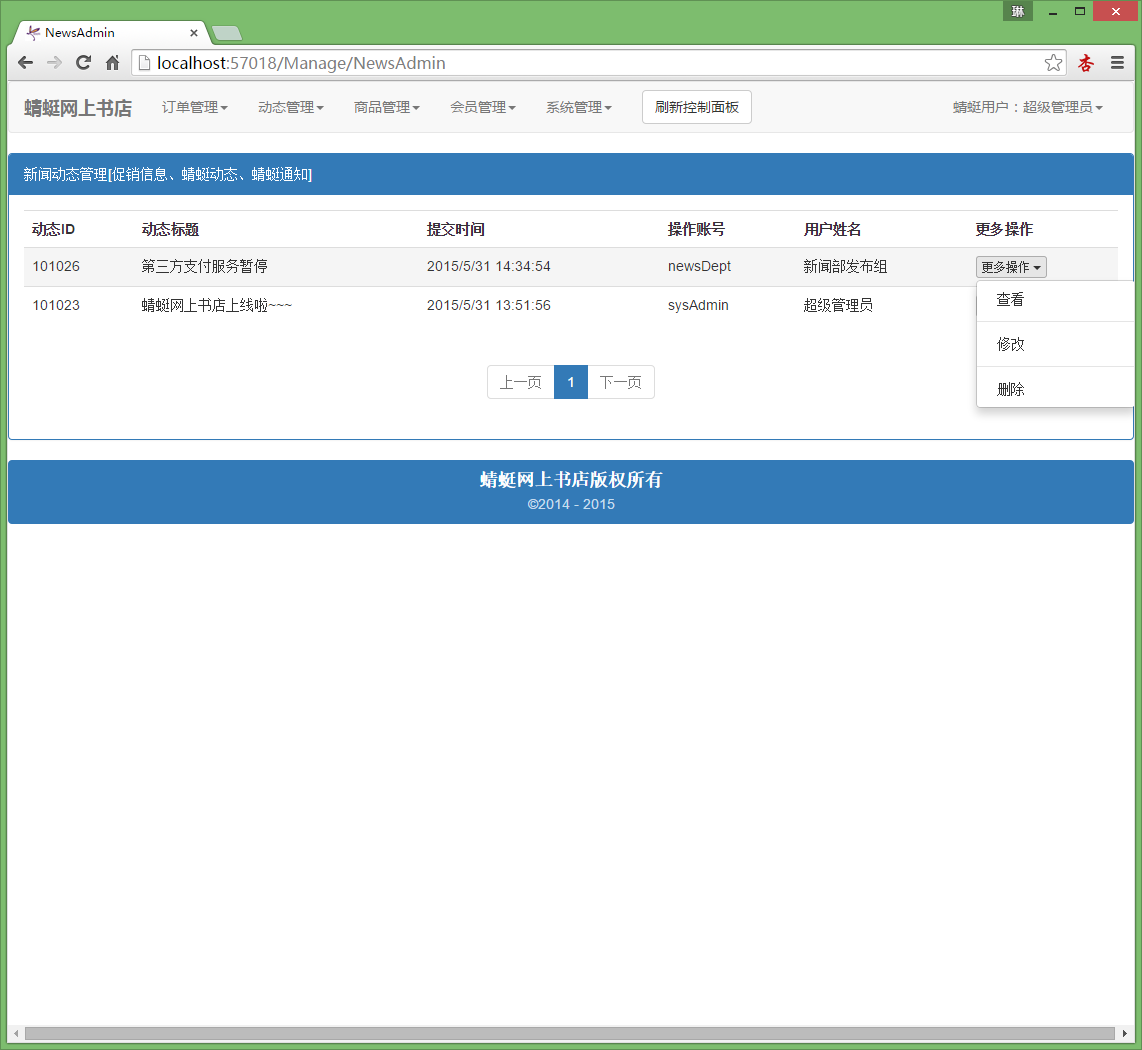 琳
NewsAdmin
localhost:57018/Manage/NewsAdmin
杏
蜻蜓网上书店 订单管理 动态管理 商品管理 会员管理 系统管理 刷新控制面板 蜻蜓用户：超级管理员
新闻动态管理[促销信息、蜻蜓动态、蜻蜓通知]
动态ID 动态标题 提交时间 操作账号 用户姓名 更多操作
101026 第三方支付服务暂停 2015/5/31 14:34:54 newsDept 新闻部发布组 更多操作
101023 蜻蜓网上书店上线啦~~~ 2015/5/31 13:51:56 sysAdmin 超级管理员
查看
修改
删除
上一页 1 下一页
蜻蜓网上书店版权所有
©2014 - 2015